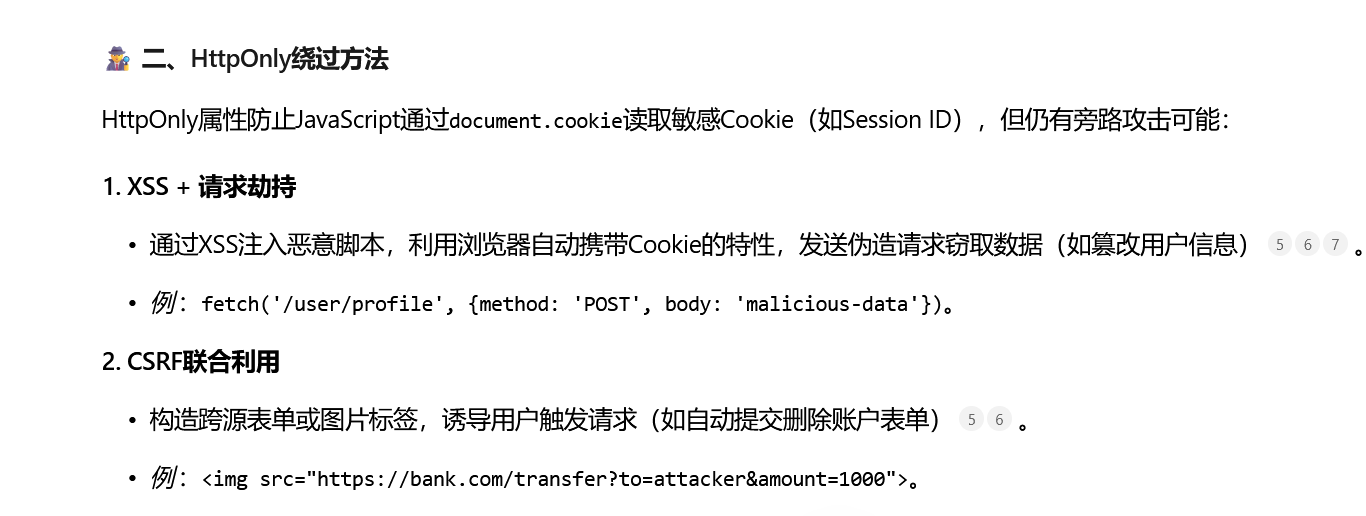 🕵️ 二、HttpOnly绕过方法
HttpOnly属性防止JavaScript通过document.cookie读取敏感Cookie（如Session ID），但仍有旁路攻击可能：
1. XSS + 请求劫持
• 通过XSS注入恶意脚本，利用浏览器自动携带Cookie的特性，发送伪造请求窃取数据（如篡改用户信息） 5 6 7 。
• 例：fetch('/user/profile', {method: 'POST', body: 'malicious-data'})。
2. CSRF联合利用
• 构造跨源表单或图片标签，诱导用户触发请求（如自动提交删除账户表单） 5 6 。
• 例：<img src="https://bank.com/transfer?to=attacker&amount=1000">。